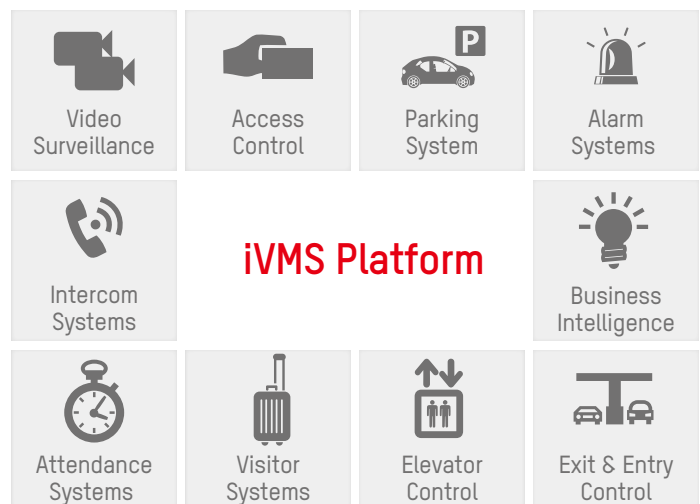 P
Video
Surveillance
Access
Control
Parking
System
Alarm
Systems
Intercom
Systems
iVMS Platform
Business
Intelligence
Attendance
Systems
Visitor
Systems
Elevator
Control
Exit & Entry
Control